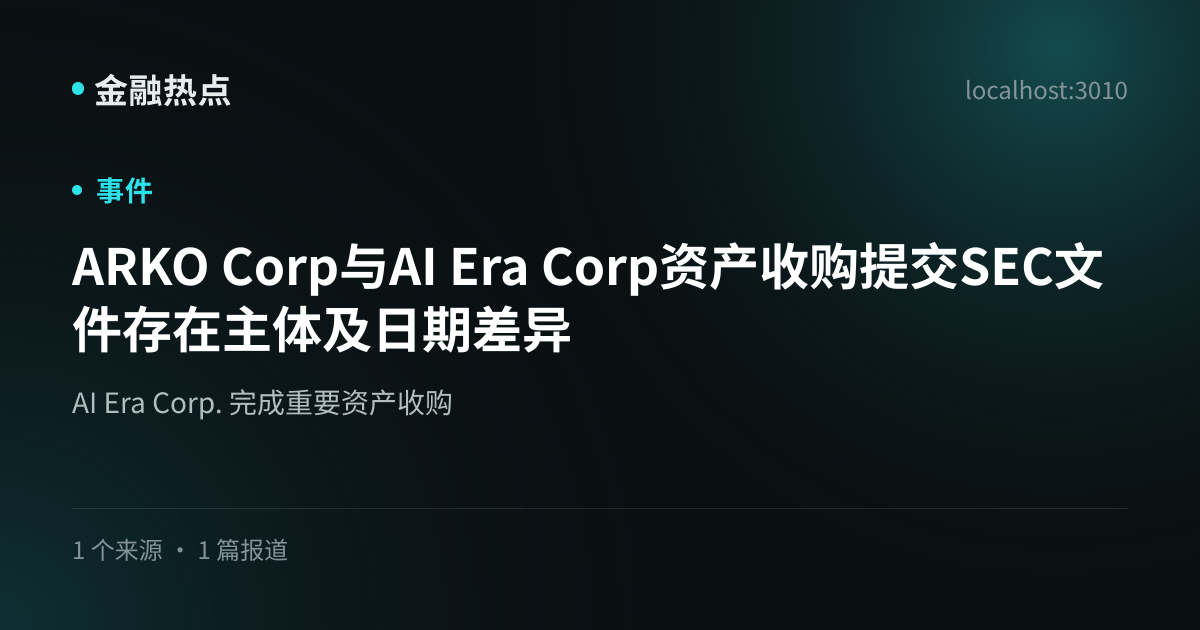 金融热点
localhost:3010
事件
ARKO Corp与AI Era Corp资产收购提交SEC文
件存在主体及日期差异
AI Era Corp. 完成重要资产收购
1 个来源 · 1 篇报道